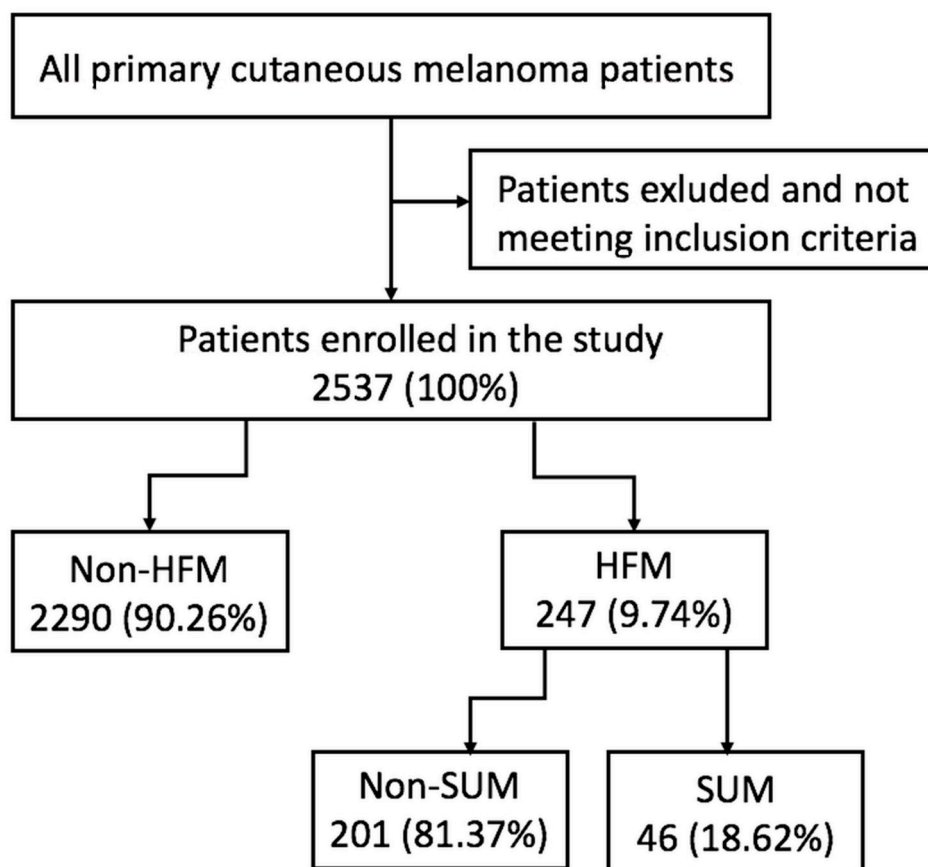 All primary cutaneous melanoma patients
Patients exluded and not
meeting inclusion criteria
Patients enrolled in the study
2537 (100%)
Non-HFM
2290 (90.26%)
HFM
247 (9.74%)
Non-SUM
201 (81.37%)
SUM
46 (18.62%)